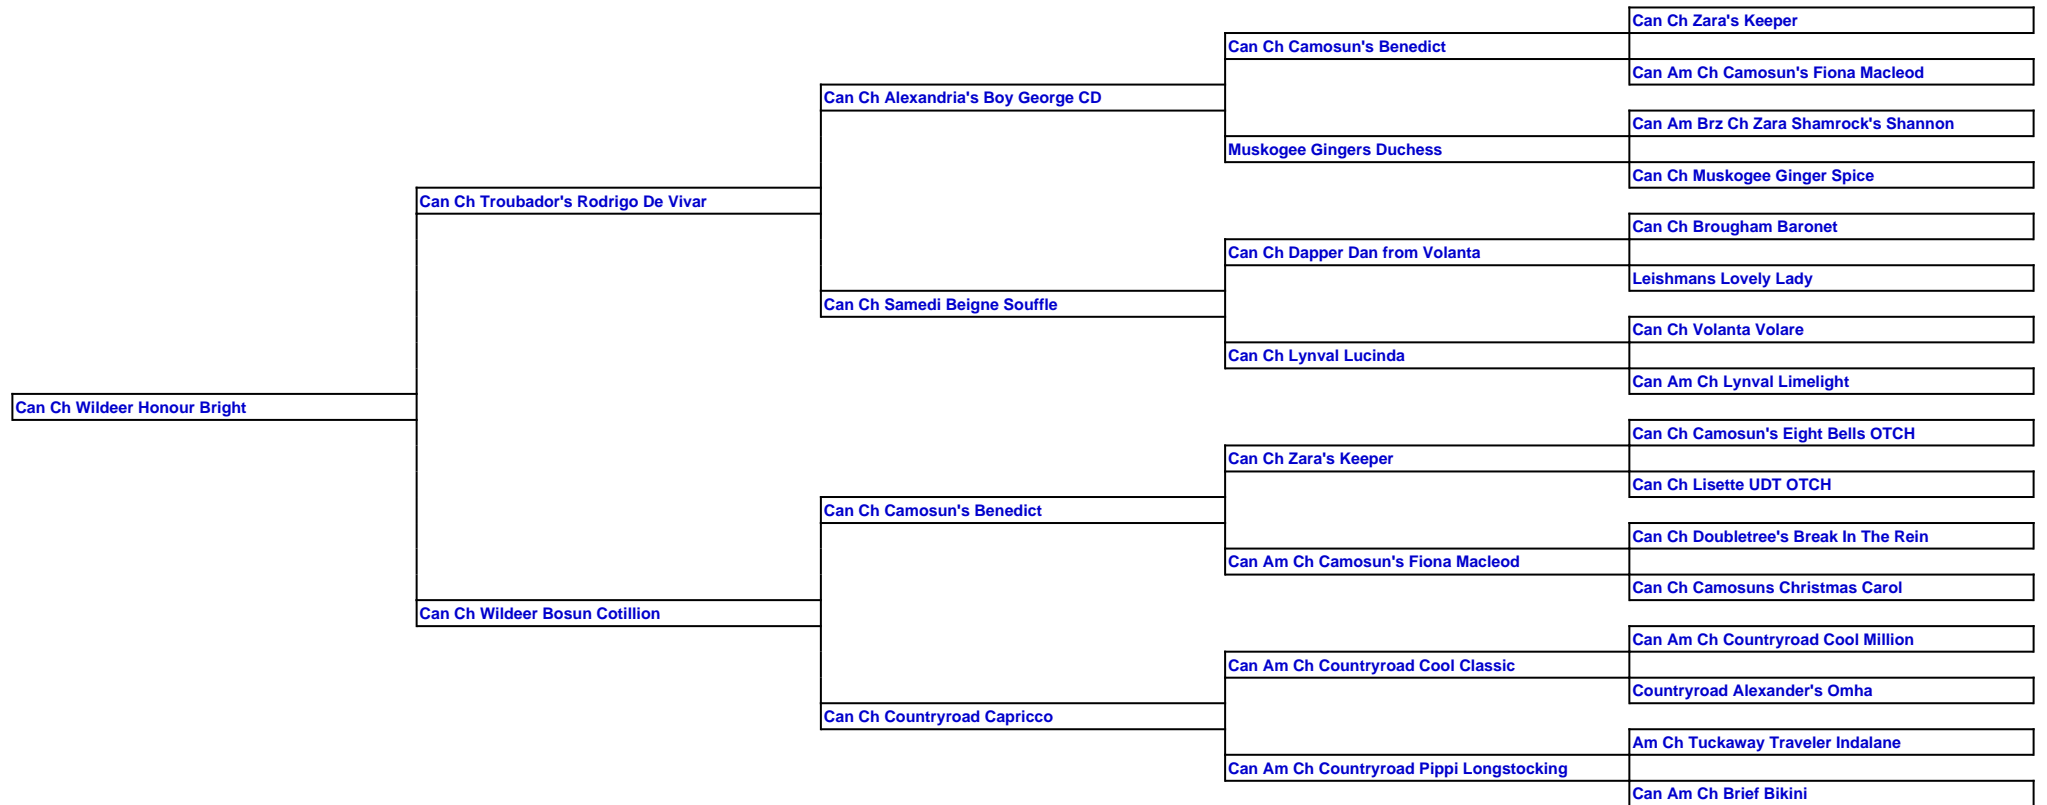 Can Ch Zara's Keeper
Can Ch Camosun's Benedict
Can Am Ch Camosun's Fiona Macleod
Can Ch Alexandria's Boy George CD
Can Am Brz Ch Zara Shamrock's Shannon
Muskogee Gingers Duchess
Can Ch Muskogee Ginger Spice
Can Ch Troubador's Rodrigo De Vivar
Can Ch Brougham Baronet
Can Ch Dapper Dan from Volanta
Leishmans Lovely Lady
Can Ch Samedi Beigne Souffle
Can Ch Volanta Volare
Can Ch Lynval Lucinda
Can Am Ch Lynval Limelight
Can Ch Wildeer Honour Bright
Can Ch Camosun's Eight Bells OTCH
Can Ch Zara's Keeper
Can Ch Lisette UDT OTCH
Can Ch Camosun's Benedict
Can Ch Doubletree's Break In The Rein
Can Am Ch Camosun's Fiona Macleod
Can Ch Camosuns Christmas Carol
Can Ch Wildeer Bosun Cotillion
Can Am Ch Countryroad Cool Million
Can Am Ch Countryroad Cool Classic
Countryroad Alexander's Omha
Can Ch Countryroad Capricco
Am Ch Tuckaway Traveler Indalane
Can Am Ch Countryroad Pippi Longstocking
Can Am Ch Brief Bikini